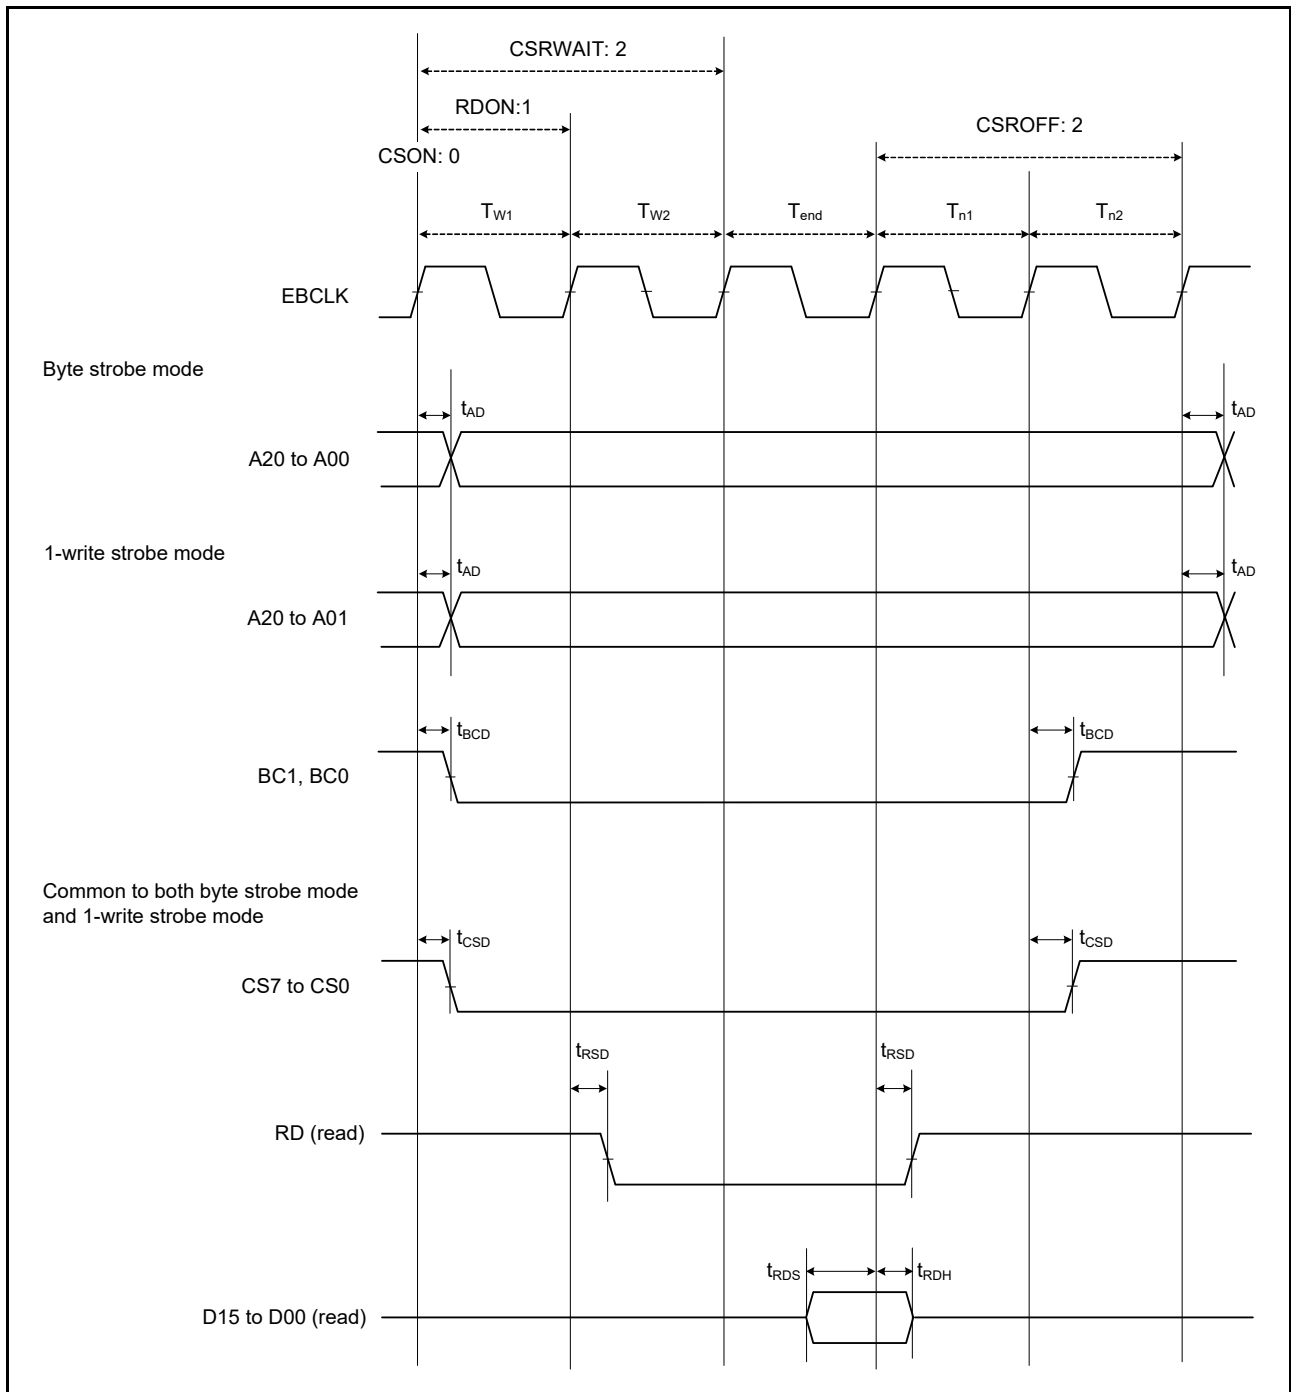 CSRWAIT: 2
RDON:1
CSROFF: 2
CSON: 0
TW1 TW2 Tend Tn1 Tn2
EBCLK
Byte strobe mode
tAD tAD
A20 to A00
1-write strobe mode
tAD tAD
A20 to A01
tBCD tBCD
BC1, BC0
Common to both byte strobe mode
and 1-write strobe mode
tCSD tCSD
CS7 to CS0
tRSD tRSD
RD (read)
tRDS tRDH
D15 to D00 (read)